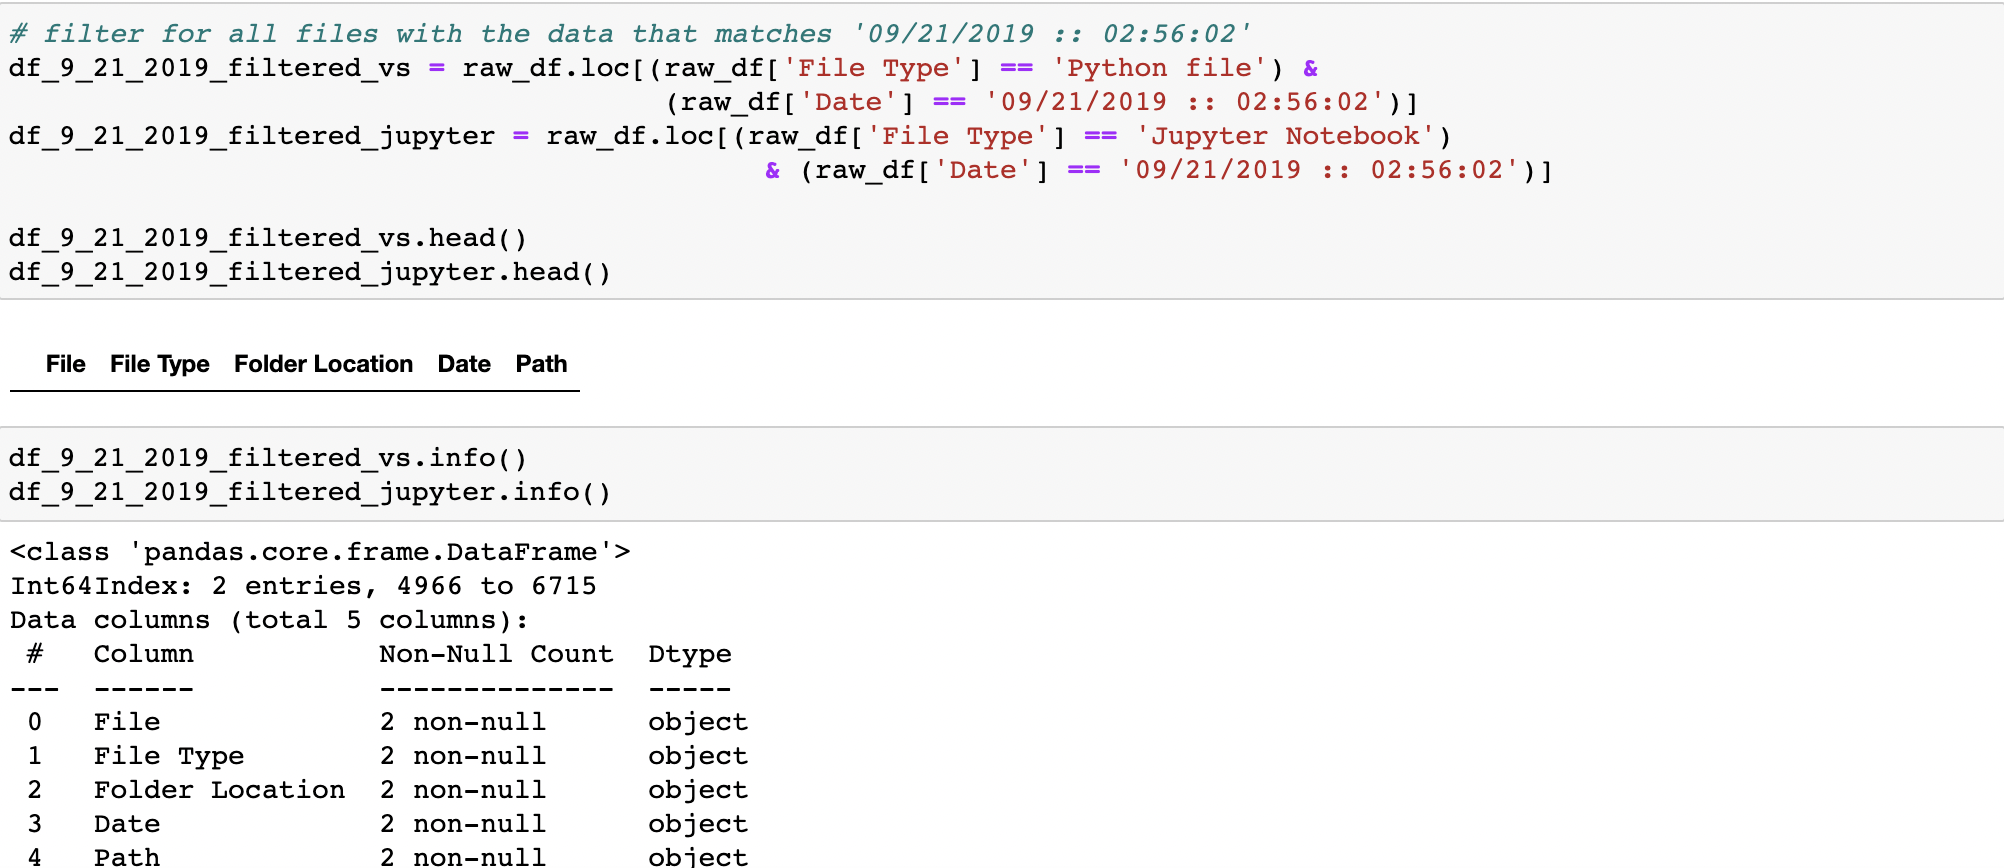 # filter for all files with the data that matches '09/21/2019 :: 02:56:02'
df_9_21_2019_filtered_vs = raw_df.loc[(raw_df['File Type'] == 'Python file') &
(raw_df['Date'] == '09/21/2019 :: 02:56:02')]
df_9_21_2019_filtered_jupyter = raw_df.loc[(raw_df['File Type'] == 'Jupyter Notebook')
& (raw_df['Date'] == '09/21/2019 :: 02:56:02')]
df_9_21_2019_filtered_vs.head()
df_9_21_2019_filtered_jupyter.head()
File File Type Folder Location Date Path
df_9_21_2019_filtered_vs.info()
df_9_21_2019_filtered_jupyter.info()
<class 'pandas.core.frame.DataFrame'>
Int64Index: 2 entries, 4966 to 6715
Data columns (total 5 columns):
# Column Non-Null Count Dtype
--- ------ -------------- -----
0 File 2 non-null object
1 File Type 2 non-null object
2 Folder Location 2 non-null object
3 Date 2 non-null object
4 Path 2 non-null object